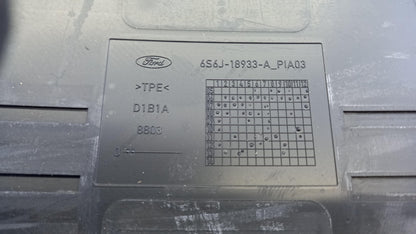 Ford
6S6J-18933-A_PIA03
>TPE<
D1B1A
8803